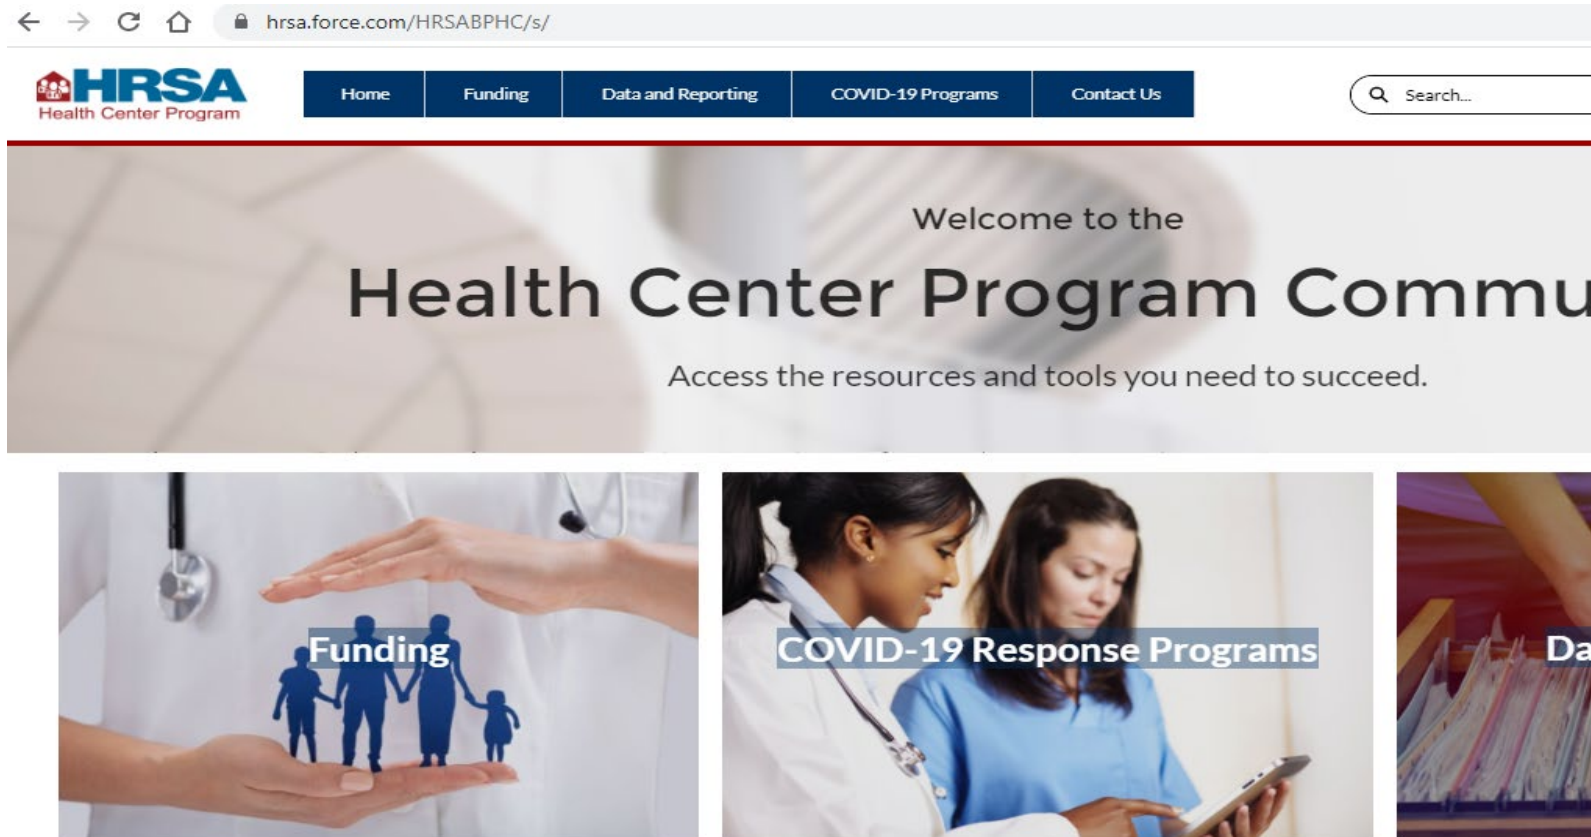 hrsa.force.com/HRSABPHC/s/
HRSA
Health Center Program
Home
Funding
Data and Reporting
COVID-19 Programs
Contact Us
Search...
Welcome to the
Health Center Program Commu
Access the resources and tools you need to succeed.
Funding
COVID-19 Response Programs
Da